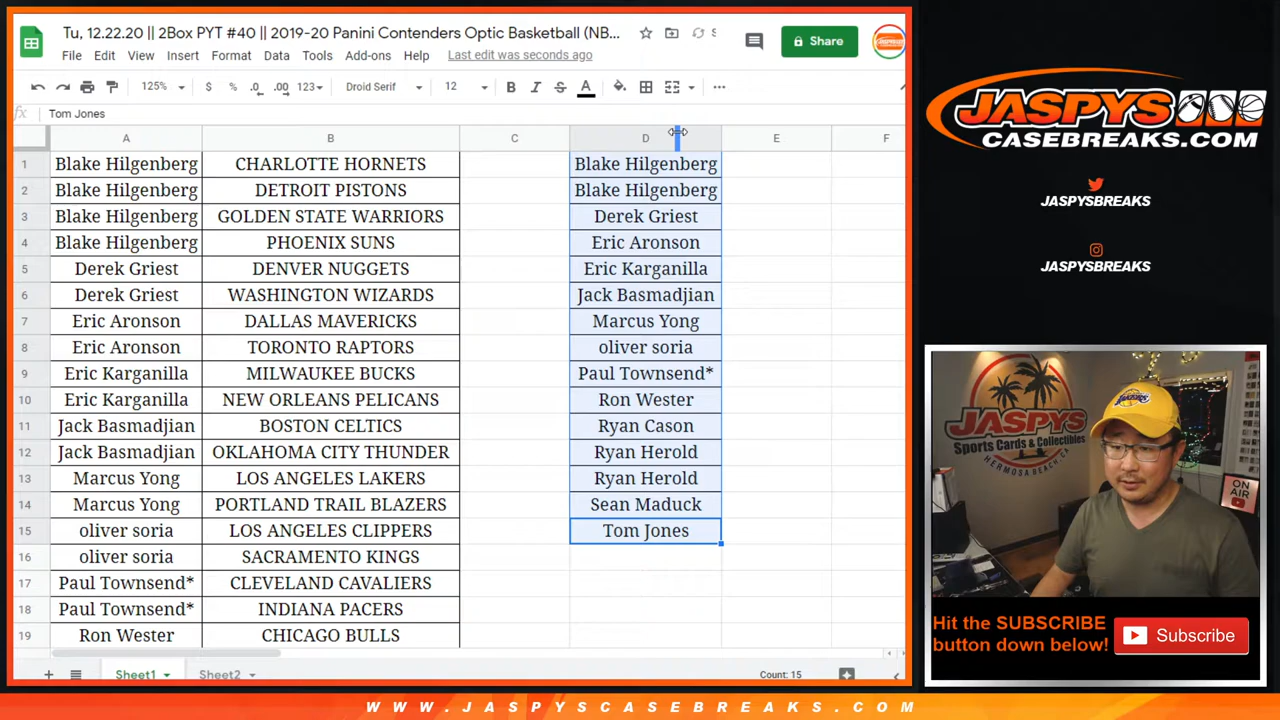 Tu, 12.22.20 || 2Box PYT #40 || 2019-20 Panini Contenders Optic Basketball (NB...
File Edit View Insert Format Data Tools Add-ons Help Last edit was seconds ago
Share
125% $ % .0 .00 123 Droid Serif 12 B I S A
fx Tom Jones
A B C D E F
1 Blake Hilgenberg CHARLOTTE HORNETS Blake Hilgenberg
2 Blake Hilgenberg DETROIT PISTONS Blake Hilgenberg
3 Blake Hilgenberg GOLDEN STATE WARRIORS Derek Griest
4 Blake Hilgenberg PHOENIX SUNS Eric Aronson
5 Derek Griest DENVER NUGGETS Eric Karganilla
6 Derek Griest WASHINGTON WIZARDS Jack Basmadjian
7 Eric Aronson DALLAS MAVERICKS Marcus Yong
8 Eric Aronson TORONTO RAPTORS oliver soria
9 Eric Karganilla MILWAUKEE BUCKS Paul Townsend*
10 Eric Karganilla NEW ORLEANS PELICANS Ron Wester
11 Jack Basmadjian BOSTON CELTICS Ryan Cason
12 Jack Basmadjian OKLAHOMA CITY THUNDER Ryan Herold
13 Marcus Yong LOS ANGELES LAKERS Ryan Herold
14 Marcus Yong PORTLAND TRAIL BLAZERS Sean Maduck
15 oliver soria LOS ANGELES CLIPPERS Tom Jones
16 oliver soria SACRAMENTO KINGS
17 Paul Townsend* CLEVELAND CAVALIERS
18 Paul Townsend* INDIANA PACERS
19 Ron Wester CHICAGO BULLS
Sheet1 Sheet2 Count: 15
JASPYS
CASEBREAKS.COM
JASPYSBREAKS
JASPYSBREAKS
JASPYS
Sports Cards & Collectibles
HERMOSA BEACH, CA
ON
AIR
Hit the SUBSCRIBE
button down below!
Subscribe
WWW.JASPYSCASEBREAKS.COM